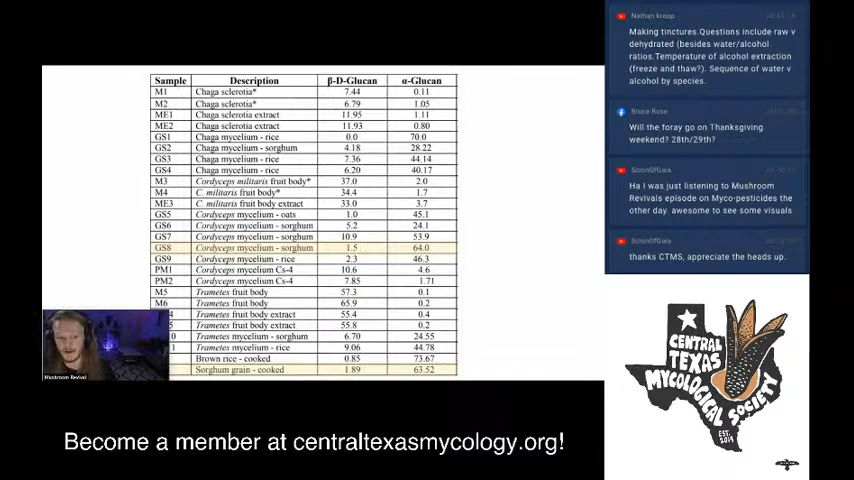 Sample Description β-D-Glucan α-Glucan
M1 Chaga sclerotia* 7.44 0.11
M2 Chaga sclerotia* 6.79 1.05
ME1 Chaga sclerotia extract 11.95 1.11
ME2 Chaga sclerotia extract 11.93 0.80
GS1 Chaga mycelium - rice 0.0 70.0
GS2 Chaga mycelium - sorghum 4.18 28.22
GS3 Chaga mycelium - rice 7.36 44.14
GS4 Chaga mycelium - rice 6.20 40.17
M3 Cordyceps militaris fruit body* 37.0 2.0
M4 C. militaris fruit body* 34.4 1.7
ME3 C. militaris fruit body extract 33.0 3.7
GS5 Cordyceps mycelium - oats 1.0 45.1
GS6 Cordyceps mycelium - sorghum 5.2 24.1
GS7 Cordyceps mycelium - sorghum 10.9 53.9
GS8 Cordyceps mycelium - sorghum 1.5 64.0
GS9 Cordyceps mycelium - rice 2.3 46.3
PM1 Cordyceps mycelium Cs-4 10.6 4.6
PM2 Cordyceps mycelium Cs-4 7.85 1.71
M5 Trametes fruit body 57.3 0.1
M6 Trametes fruit body 65.9 0.2
4 Trametes fruit body extract 55.4 0.4
5 Trametes fruit body extract 55.8 0.2
0 Trametes mycelium - sorghum 6.70 24.55
1 Trametes mycelium - rice 9.06 44.78
Brown rice - cooked 0.85 73.67
Sorghum grain - cooked 1.89 63.52
Mushroom Revival
Become a member at centraltexasmycology.org!
Nathan kroop
Making tinctures.Questions include raw v
dehydrated (besides water/alcohol
ratios.Temperature of alcohol extraction
(freeze and thaw?). Sequence of water v
alcohol by species.
Broce Rose
Will the foray go on Thanksgiving
weekend? 28th/29th?
ScionOfGaia
Ha I was just listening to Mushroom
Revivals episode on Myco-pesticides the
other day. awesome to see some visuals
ScionOfGaia
thanks CTMS, appreciate the heads up.
CENTRAL
TEXAS
MYCOLOGICAL SOCIETY
EST.
2019